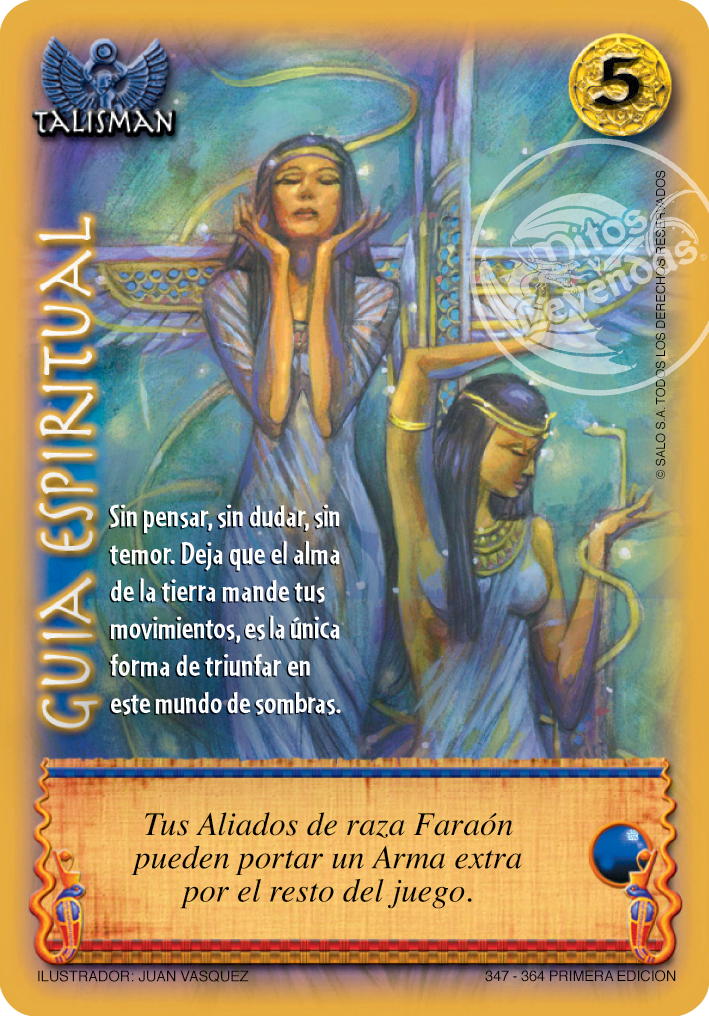 TALISMAN
5
GUIA ESPIRITUAL
Mitos
y
Leyendas
© SALO S.A. TODOS LOS DERECHOS RESERVADOS
Sin pensar, sin dudar, sin
temor. Deja que el alma
de la tierra mande tus
movimientos, es la única
forma de triunfar en
este mundo de sombras.
Tus Aliados de raza Faraón
pueden portar un Arma extra
por el resto del juego.
ILUSTRADOR: JUAN VASQUEZ
347 - 364 PRIMERA EDICION